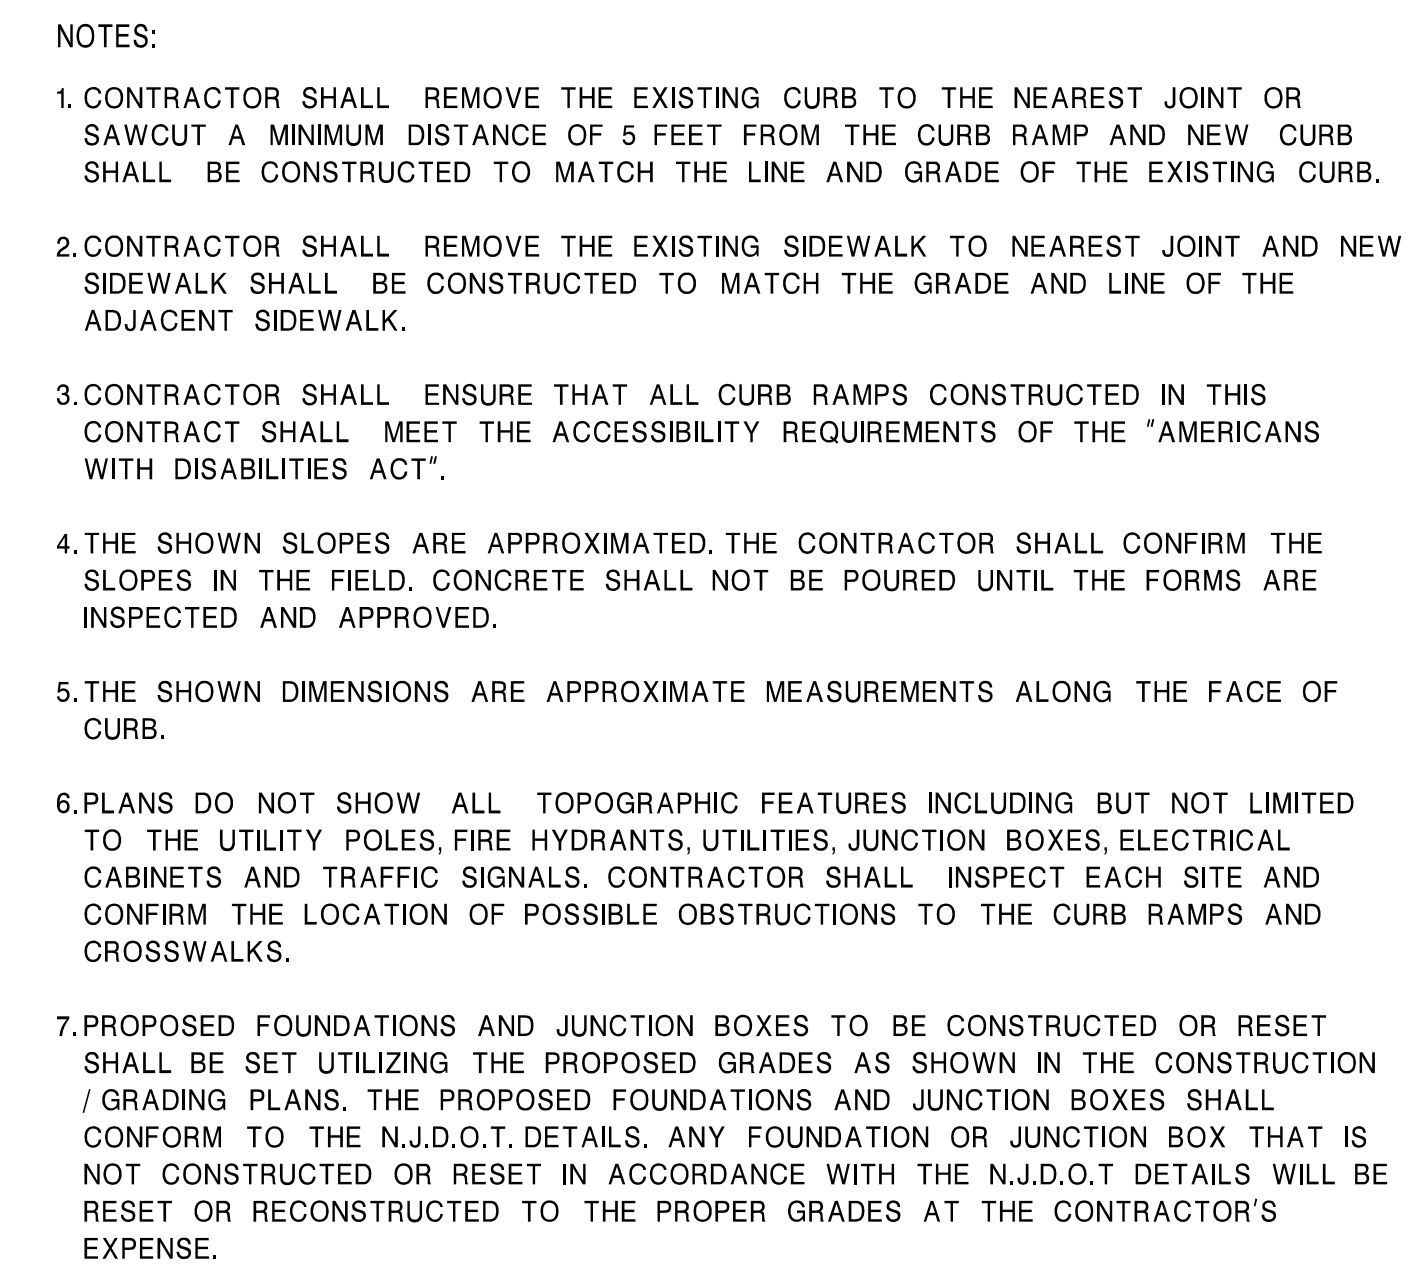 NOTES:
1. CONTRACTOR SHALL REMOVE THE EXISTING CURB TO THE NEAREST JOINT OR
SAWCUT A MINIMUM DISTANCE OF 5 FEET FROM THE CURB RAMP AND NEW CURB
SHALL BE CONSTRUCTED TO MATCH THE LINE AND GRADE OF THE EXISTING CURB.
2. CONTRACTOR SHALL REMOVE THE EXISTING SIDEWALK TO NEAREST JOINT AND NEW
SIDEWALK SHALL BE CONSTRUCTED TO MATCH THE GRADE AND LINE OF THE
ADJACENT SIDEWALK.
3. CONTRACTOR SHALL ENSURE THAT ALL CURB RAMPS CONSTRUCTED IN THIS
CONTRACT SHALL MEET THE ACCESSIBILITY REQUIREMENTS OF THE "AMERICANS
WITH DISABILITIES ACT".
4. THE SHOWN SLOPES ARE APPROXIMATED. THE CONTRACTOR SHALL CONFIRM THE
SLOPES IN THE FIELD. CONCRETE SHALL NOT BE POURED UNTIL THE FORMS ARE
INSPECTED AND APPROVED.
5. THE SHOWN DIMENSIONS ARE APPROXIMATE MEASUREMENTS ALONG THE FACE OF
CURB.
6. PLANS DO NOT SHOW ALL TOPOGRAPHIC FEATURES INCLUDING BUT NOT LIMITED
TO THE UTILITY POLES, FIRE HYDRANTS, UTILITIES, JUNCTION BOXES, ELECTRICAL
CABINETS AND TRAFFIC SIGNALS. CONTRACTOR SHALL INSPECT EACH SITE AND
CONFIRM THE LOCATION OF POSSIBLE OBSTRUCTIONS TO THE CURB RAMPS AND
CROSSWALKS.
7. PROPOSED FOUNDATIONS AND JUNCTION BOXES TO BE CONSTRUCTED OR RESET
SHALL BE SET UTILIZING THE PROPOSED GRADES AS SHOWN IN THE CONSTRUCTION
/ GRADING PLANS. THE PROPOSED FOUNDATIONS AND JUNCTION BOXES SHALL
CONFORM TO THE N.J.D.O.T. DETAILS. ANY FOUNDATION OR JUNCTION BOX THAT IS
NOT CONSTRUCTED OR RESET IN ACCORDANCE WITH THE N.J.D.O.T DETAILS WILL BE
RESET OR RECONSTRUCTED TO THE PROPER GRADES AT THE CONTRACTOR'S
EXPENSE.